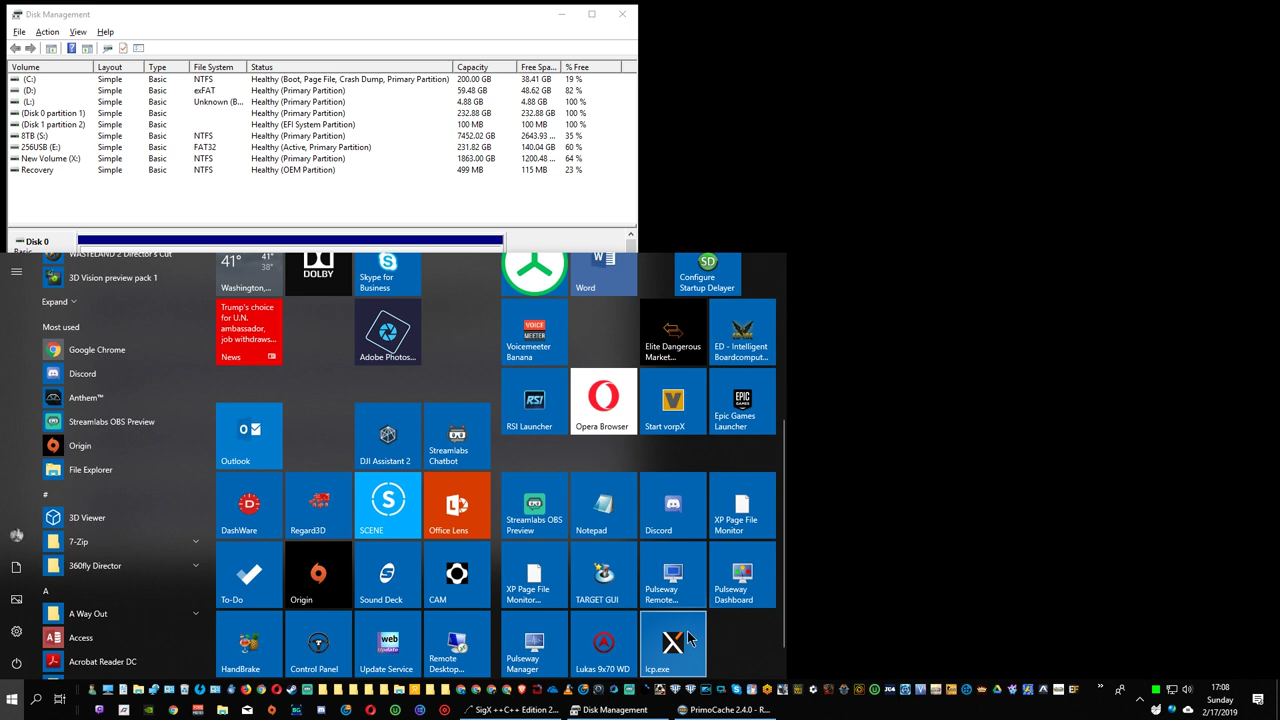 Disk Management
File Action View Help
Volume Layout Type File System Status Capacity Free Spa... % Free
(C:) Simple Basic NTFS Healthy (Boot, Page File, Crash Dump, Primary Partition) 200.00 GB 38.41 GB 19 %
(D:) Simple Basic exFAT Healthy (Primary Partition) 59.48 GB 48.62 GB 82 %
(L:) Simple Basic Unknown (B... Healthy (Primary Partition) 4.88 GB 4.88 GB 100 %
(Disk 0 partition 1) Simple Basic Healthy (Primary Partition) 232.88 GB 232.88 GB 100 %
(Disk 1 partition 2) Simple Basic Healthy (EFI System Partition) 100 MB 100 MB 100 %
8TB (S:) Simple Basic NTFS Healthy (Primary Partition) 7452.02 GB 2643.93 ... 35 %
256USB (E:) Simple Basic FAT32 Healthy (Active, Primary Partition) 231.82 GB 140.04 GB 60 %
New Volume (X:) Simple Basic NTFS Healthy (Primary Partition) 1863.00 GB 1200.48 ... 64 %
Recovery Simple Basic NTFS Healthy (OEM Partition) 499 MB 115 MB 23 %
Disk 0
WASTELAND 2 Director's Cut
3D Vision preview pack 1
Expand
Most used
Google Chrome
Discord
Anthem™
Streamlabs OBS Preview
Origin
File Explorer
#
3D Viewer
7-Zip
360fly Director
A
A Way Out
Access
Acrobat Reader DC
41° 41°
38°
Washington,...
DOLBY
Skype for
Business
Word
SD
Configure
Startup Delayer
Trump's choice
for U.N.
ambassador,
job withdraws...
News
Adobe Photos...
VOICE
MEETER
Voicemeeter
Banana
Elite Dangerous
Market...
ED - Intelligent
Boardcomput...
RSI
RSI Launcher
Opera Browser
Start vorpX
EPIC
GAMES
Epic Games
Launcher
Outlook
DJI Assistant 2
Streamlabs
Chatbot
DashWare
Regard3D
SCENE
Office Lens
Streamlabs OBS
Preview
Notepad
Discord
XP Page File
Monitor
To-Do
Origin
Sound Deck
CAM
XP Page File
Monitor...
TARGET GUI
Pulseway
Remote...
Pulseway
Dashboard
HandBrake
Control Panel
web
Update
Update Service
Remote
Desktop...
Pulseway
Manager
Lukas 9x70 WD
lcp.exe
SigX ++C++ Edition 2...
Disk Management
PrimoCache 2.4.0 - R...
17:08
Sunday
2/17/2019